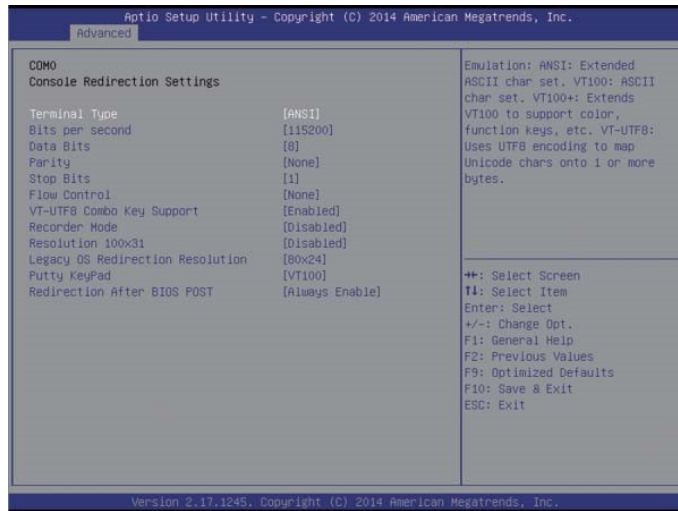 Aptio Setup Utility – Copyright (C) 2014 American Megatrends, Inc.
Advanced
COM0
Console Redirection Settings
Terminal Type [ANSI]
Bits per second [115200]
Data Bits [8]
Parity [None]
Stop Bits [1]
Flow Control [None]
VT-UTF8 Combo Key Support [Enabled]
Recorder Mode [Disabled]
Resolution 100x31 [Disabled]
Legacy OS Redirection Resolution [80x24]
Putty KeyPad [VT100]
Redirection After BIOS POST [Always Enable]
Emulation: ANSI: Extended
ASCII char set. VT100: ASCII
char set. VT100+: Extends
VT100 to support color,
function keys, etc. VT-UTF8:
Uses UTF8 encoding to map
Unicode chars onto 1 or more
bytes.
→←: Select Screen
↑↓: Select Item
Enter: Select
+/-: Change Opt.
F1: General Help
F2: Previous Values
F9: Optimized Defaults
F10: Save & Exit
ESC: Exit
Version 2.17.1245. Copyright (C) 2014 American Megatrends, Inc.